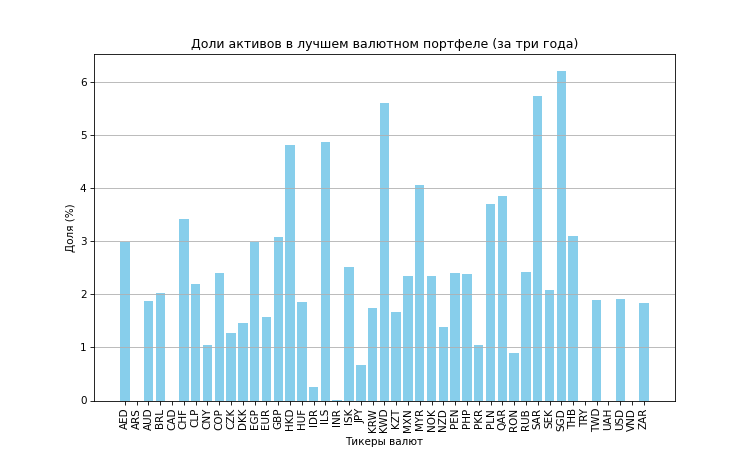 Доли активов в лучшем валютном портфеле (за три года)
Доля (%)
6
5
4
3
2
1
0
AED ARS AUD BRL CAD CHF CLP CNY COP CZK DKK EGP EUR GBP HKD HUF IDR ILS INR ISK JPY KRW KWD KZT MXN MYR NOK NZD PEN PHP PKR PLN QAR RON RUB SAR SEK SGD THB TRY TWD UAH USD VND ZAR
Тикеры валют